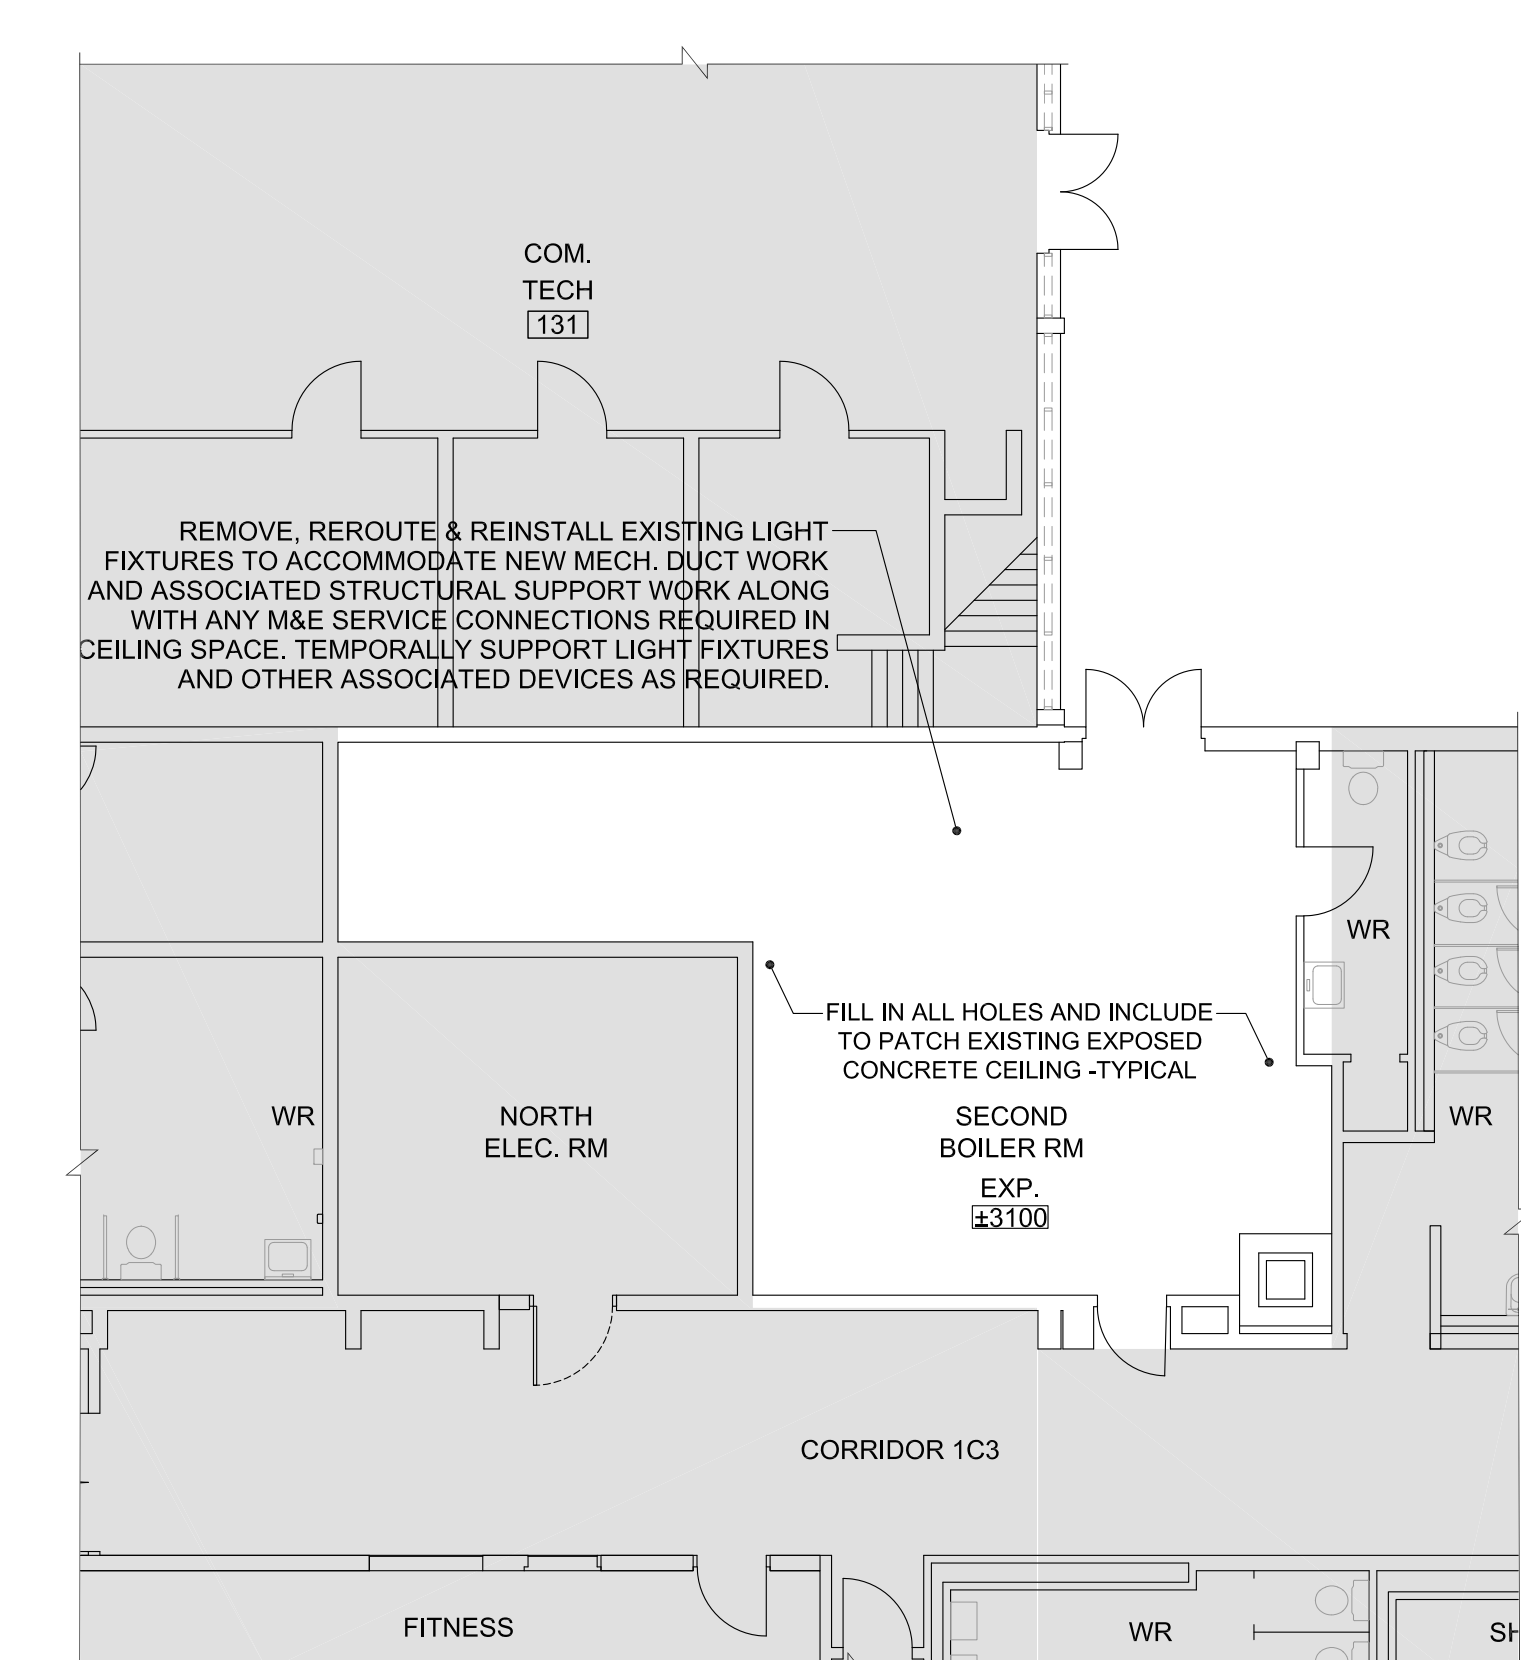 COM.
TECH
131
REMOVE, REROUTE & REINSTALL EXISTING LIGHT
FIXTURES TO ACCOMMODATE NEW MECH. DUCT WORK
AND ASSOCIATED STRUCTURAL SUPPORT WORK ALONG
WITH ANY M&E SERVICE CONNECTIONS REQUIRED IN
CEILING SPACE. TEMPORALLY SUPPORT LIGHT FIXTURES
AND OTHER ASSOCIATED DEVICES AS REQUIRED.
WR
FILL IN ALL HOLES AND INCLUDE
TO PATCH EXISTING EXPOSED
CONCRETE CEILING -TYPICAL
WR
NORTH
ELEC. RM
SECOND
BOILER RM
EXP.
±3100
WR
CORRIDOR 1C3
FITNESS
WR